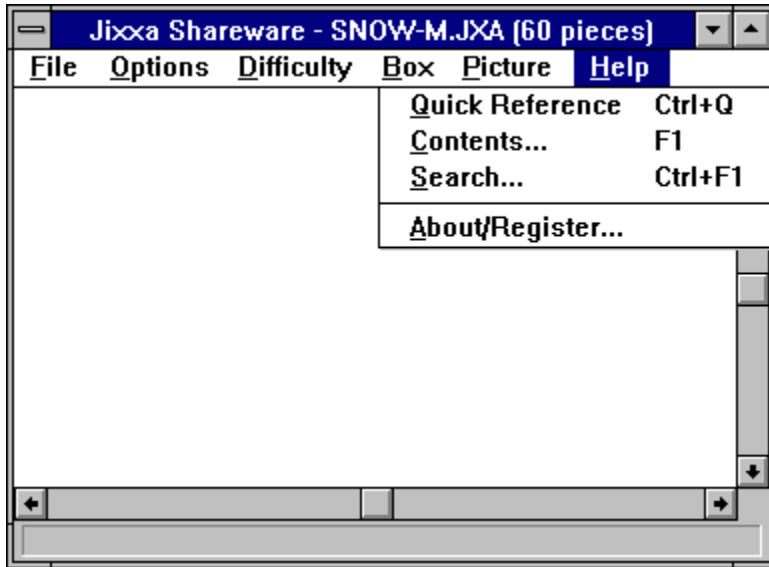 Jixxa Shareware - SNOW-M.JXA (60 pieces)
File Options Difficulty Box Picture Help
Quick Reference Ctrl+Q
Contents... F1
Search... Ctrl+F1
About/Register...